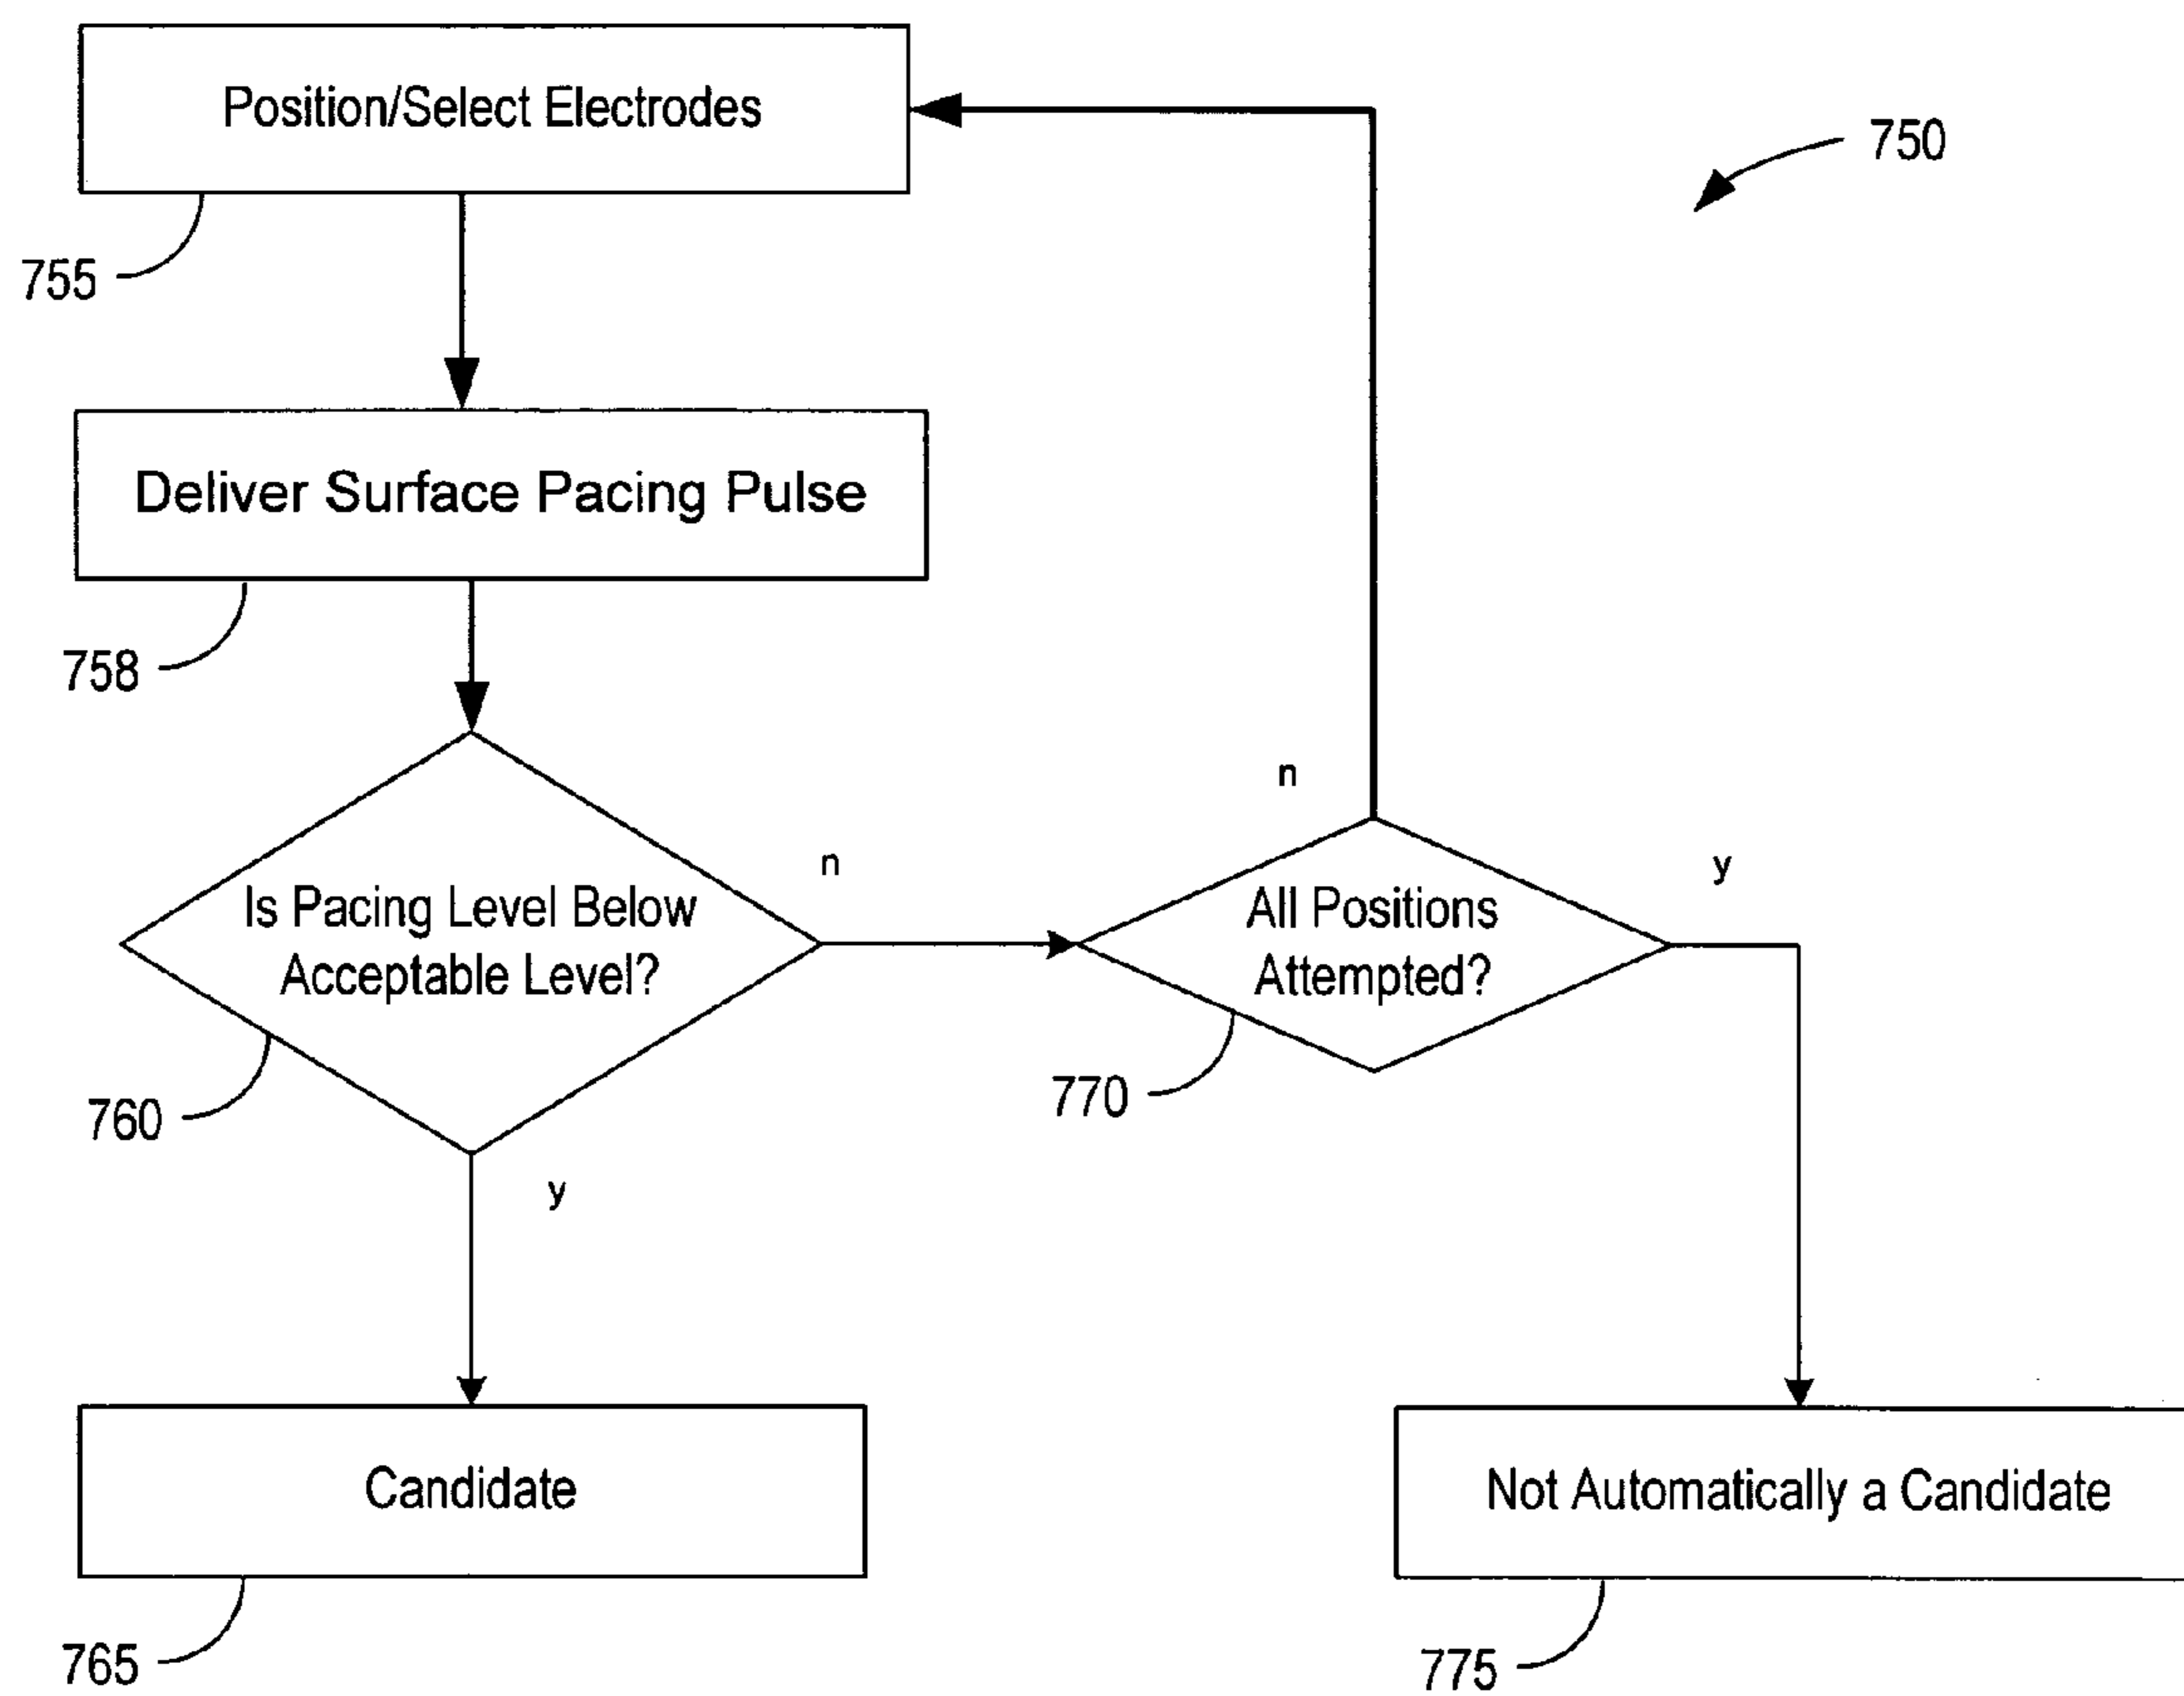 Position/Select Electrodes
750
755
Deliver Surface Pacing Pulse
758
n
n
Is Pacing Level Below
Acceptable Level?
All Positions
Attempted?
y
760
770
y
Candidate
Not Automatically a Candidate
765
775